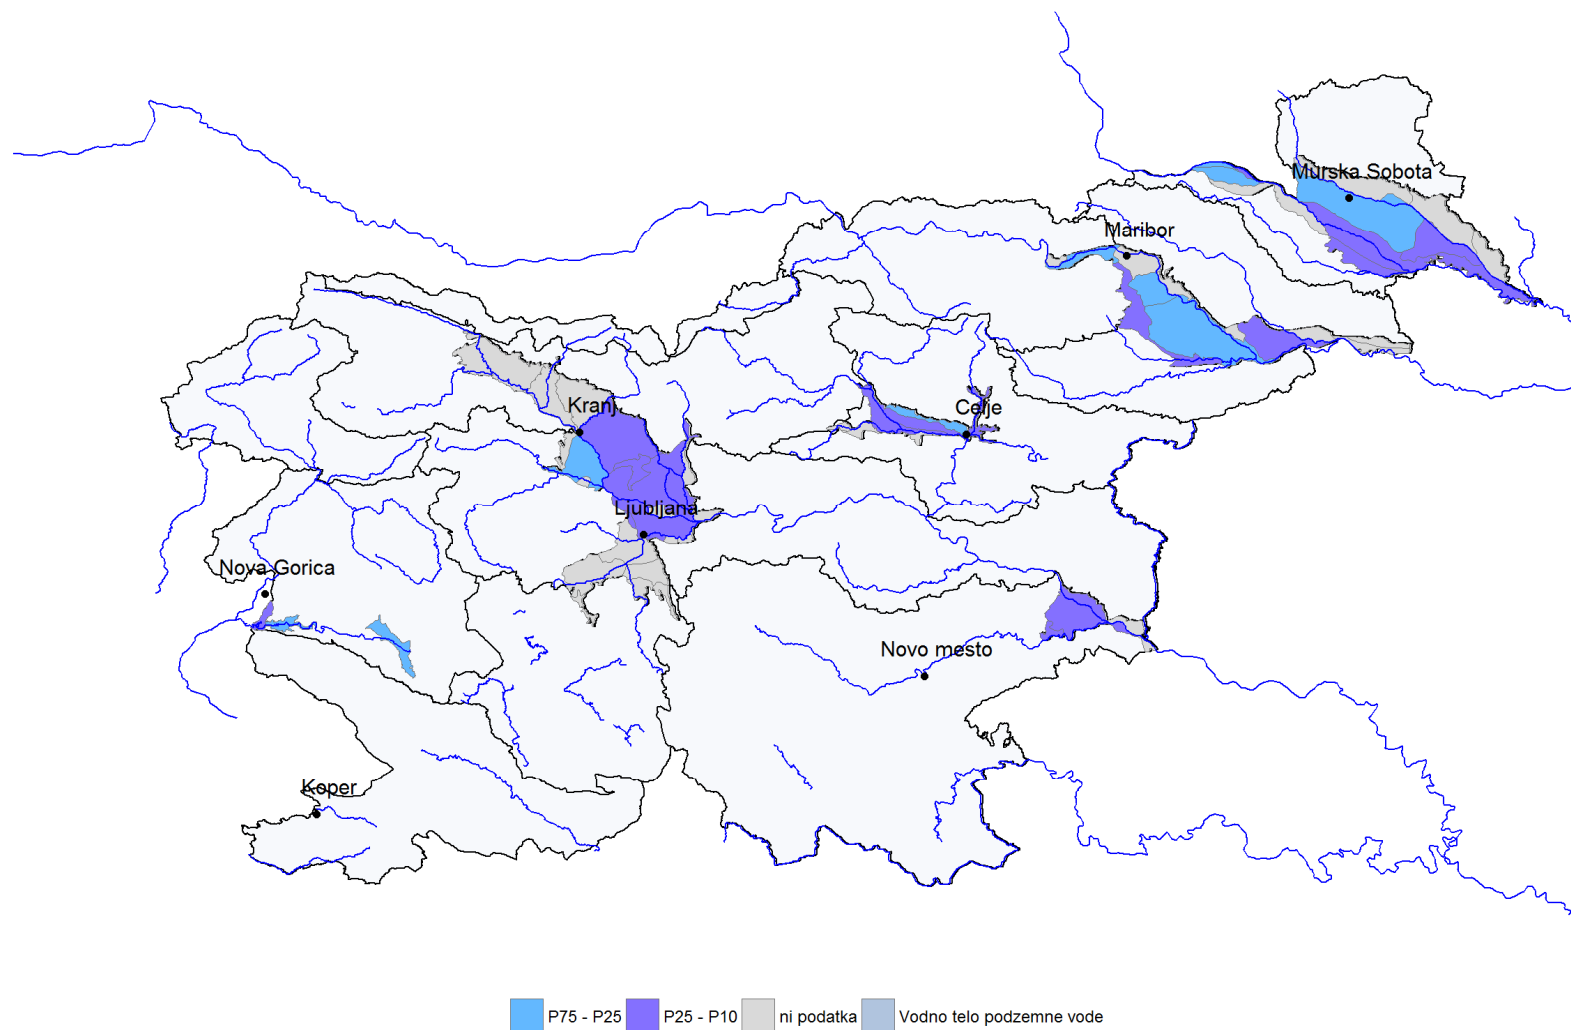 Murska Sobota
Maribor
Kranj
Celje
Ljubljana
Nova Gorica
Novo mesto
Koper
P75 - P25 P25 - P10 ni podatka Vodno telo podzemne vode